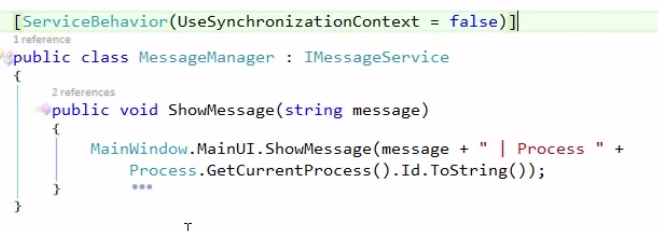 [ServiceBehavior(UseSynchronizationContext = false)]
1 reference
public class MessageManager : IMessageService
{
2 references
public void ShowMessage(string message)
{
MainWindow.MainUI.ShowMessage(message + " | Process " +
Process.GetCurrentProcess().Id.ToString());
}
}